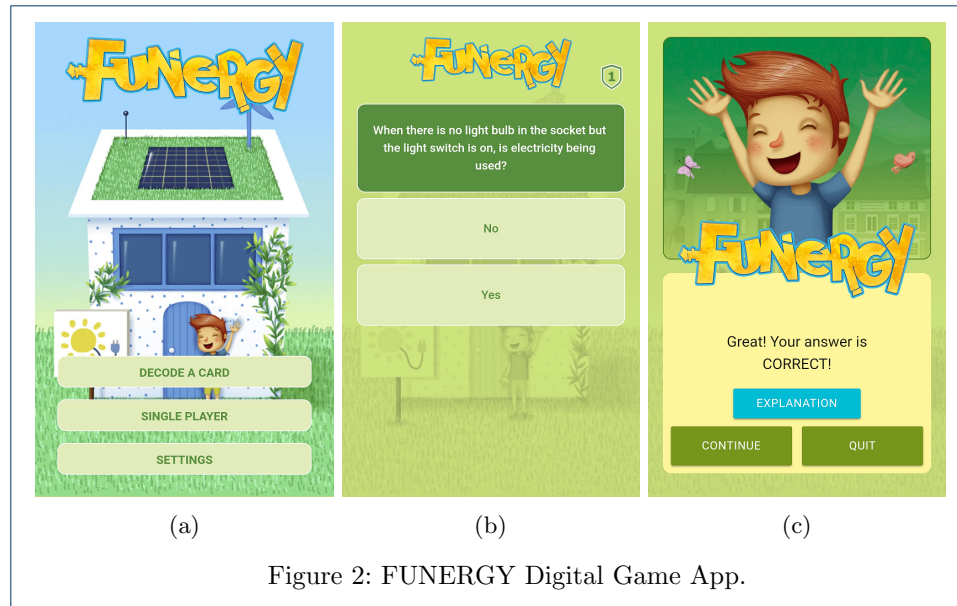 FUNERGY
DECODE A CARD
SINGLE PLAYER
SETTINGS
(a)
FUNERGY
1
When there is no light bulb in the socket but
the light switch is on, is electricity being
used?
No
Yes
(b)
FUNERGY
Great! Your answer is
CORRECT!
EXPLANATION
CONTINUE
QUIT
(c)
Figure 2: FUNERGY Digital Game App.